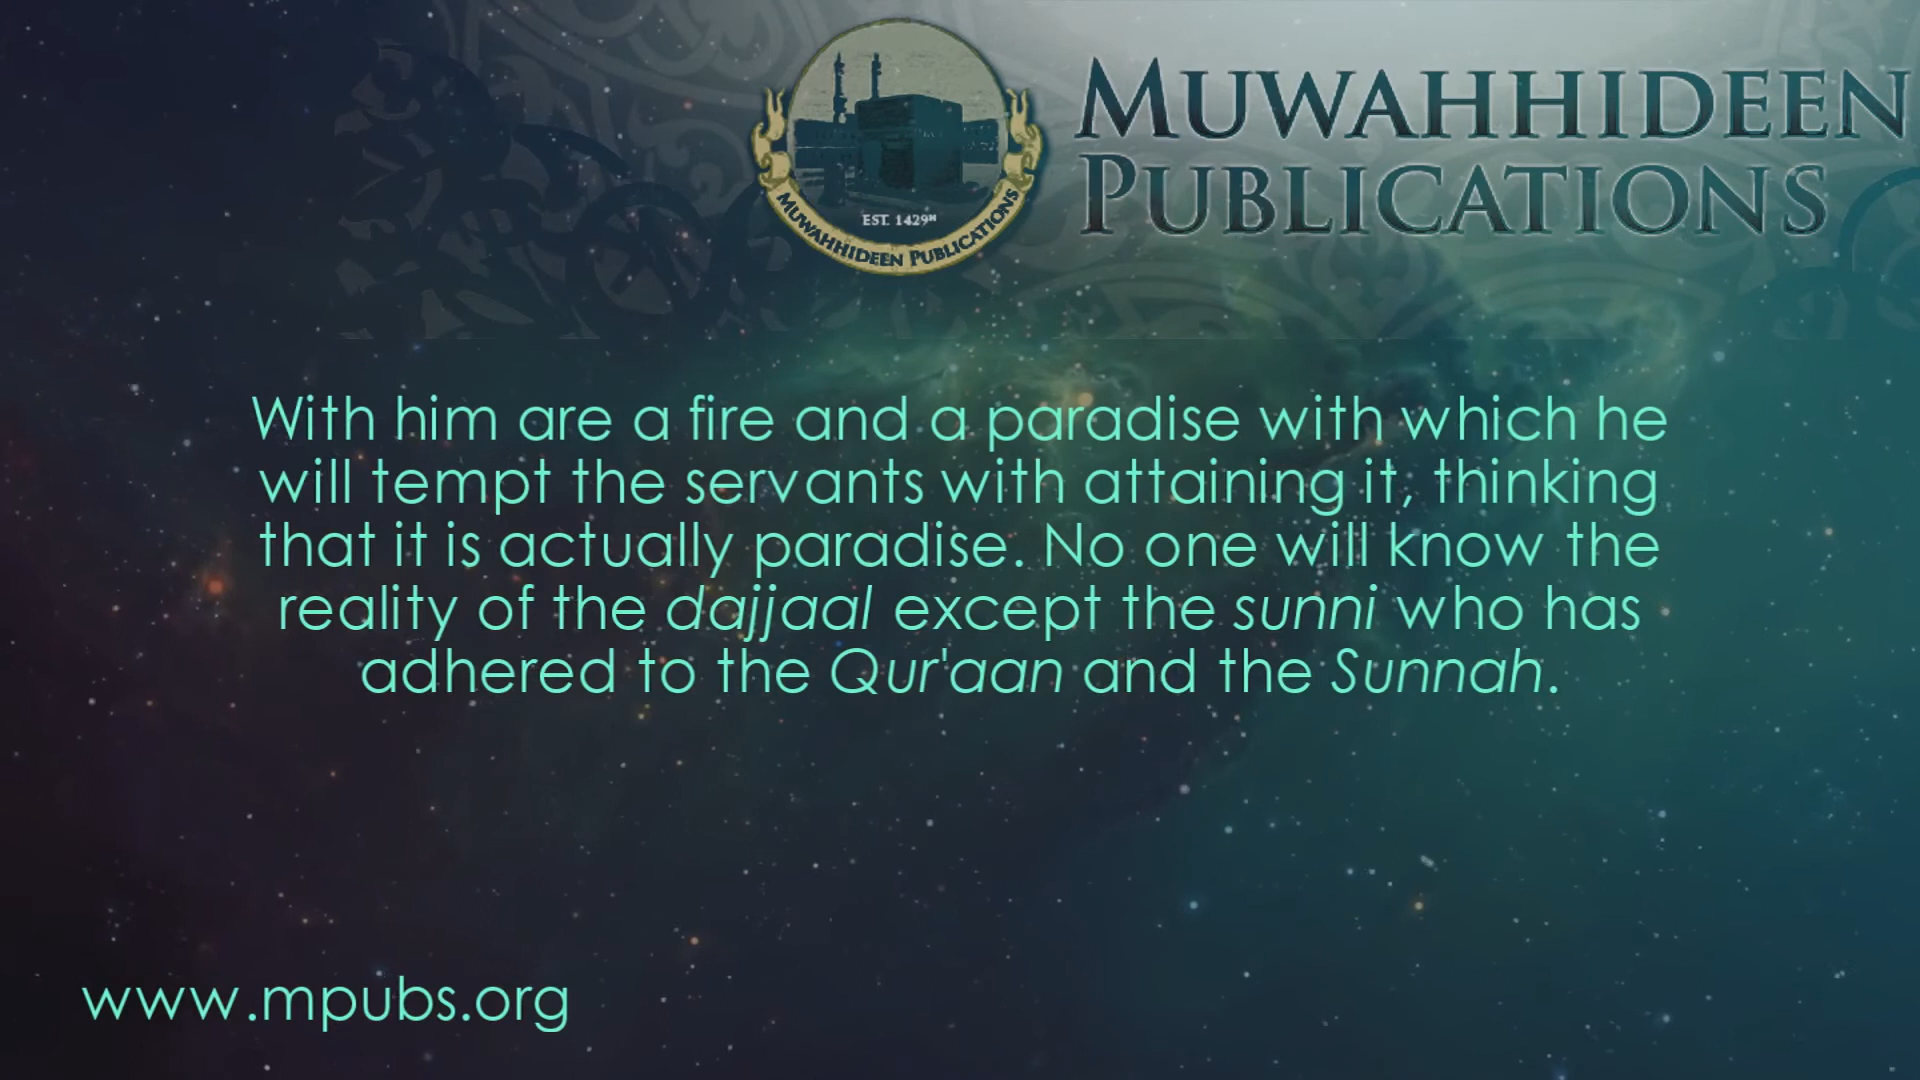 MUWAHHIDEEN
PUBLICATIONS
EST. 1429H
MUWAHHIDEEN PUBLICATIONS
With him are a fire and a paradise with which he
will tempt the servants with attaining it, thinking
that it is actually paradise. No one will know the
reality of the dajjaal except the sunni who has
adhered to the Qur'aan and the Sunnah.
www.mpubs.org